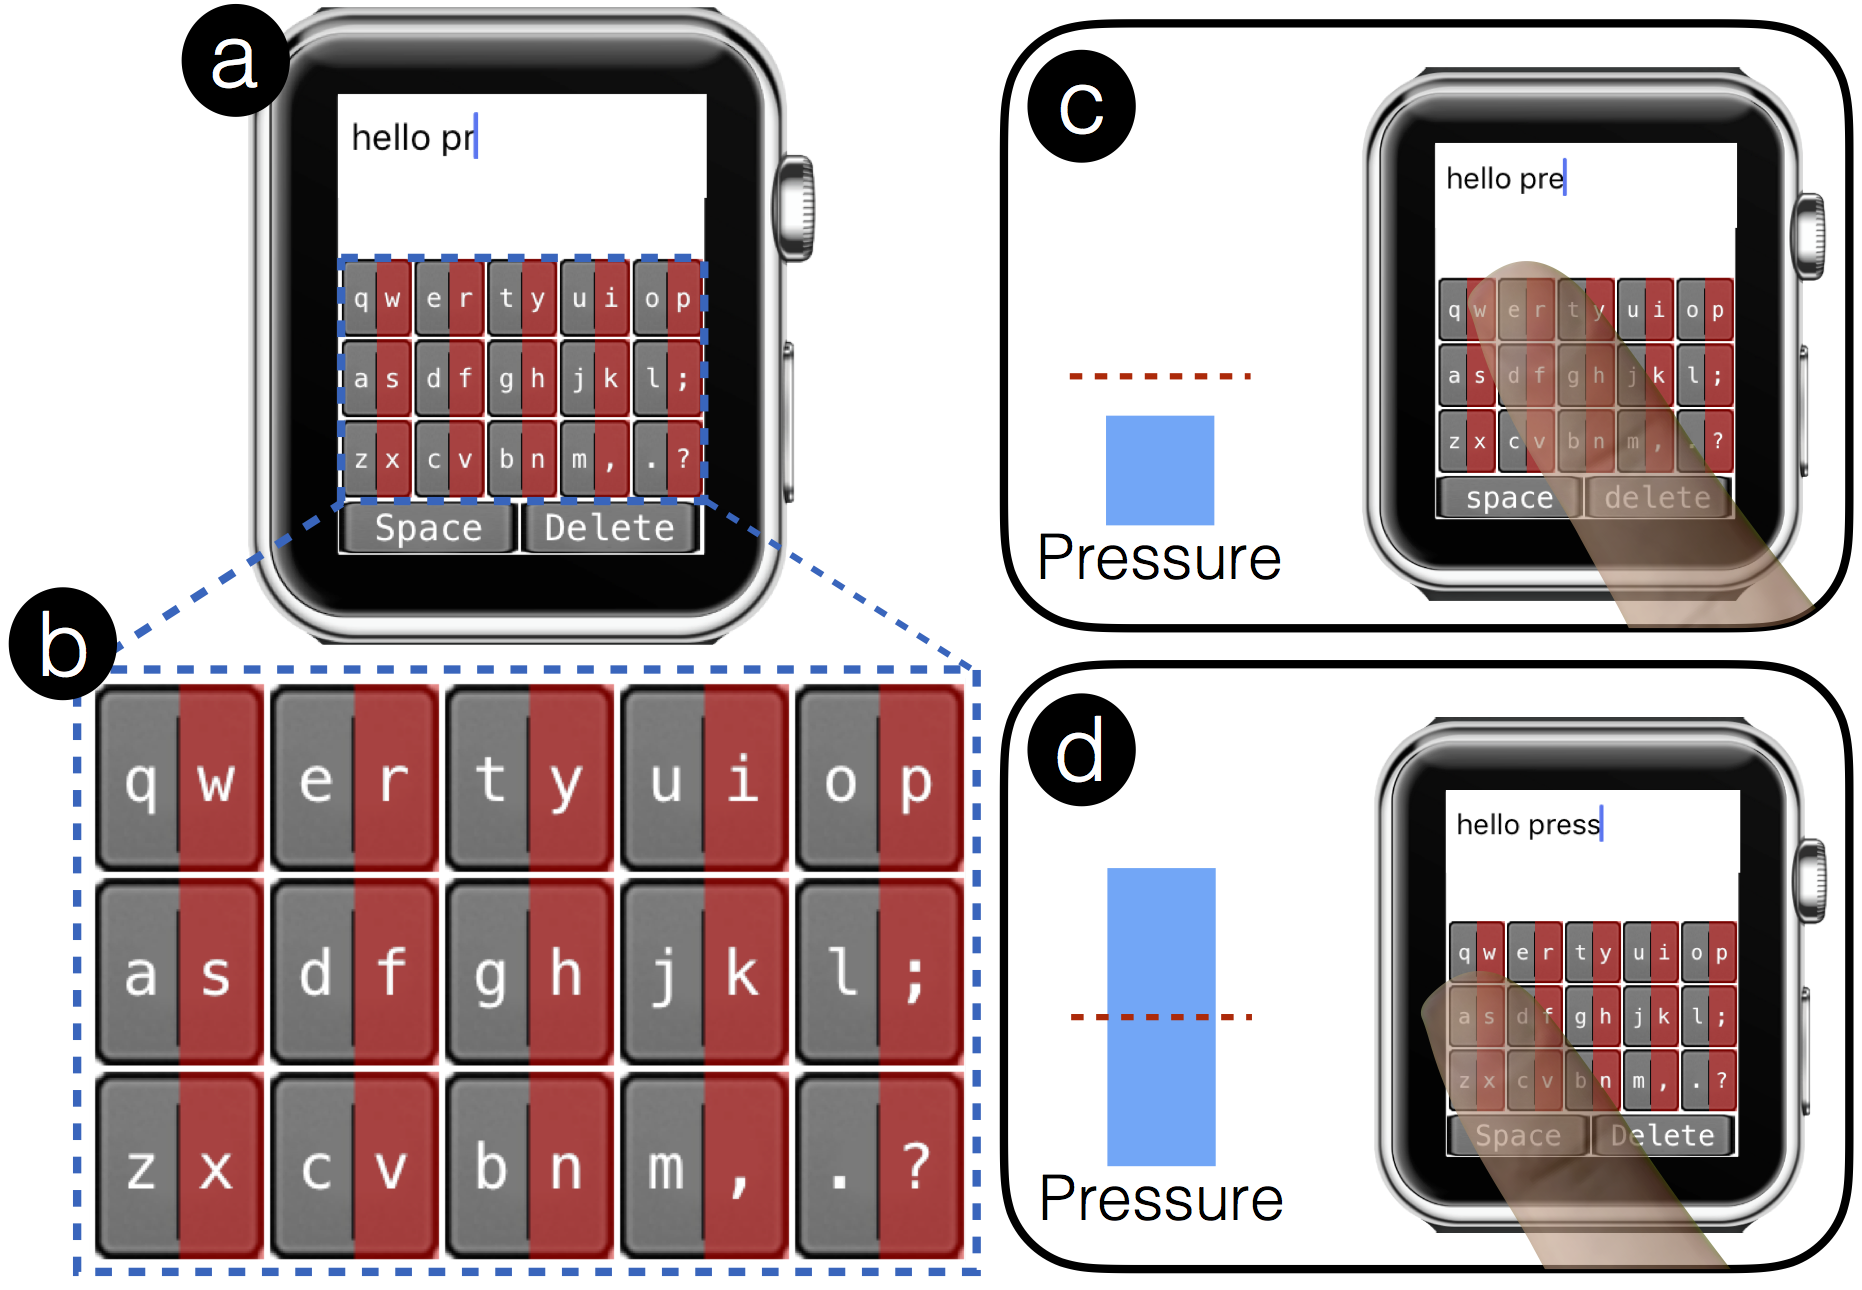 a
hello pr
q w e r t y u i o p
a s d f g h j k l ;
z x c v b n m , . ?
Space Delete
b
q w e r t y u i o p
a s d f g h j k l ;
z x c v b n m , . ?
c
hello pre
q w e r t y u i o p
a s d f g h j k l ;
z x c v b n m , . ?
space delete
Pressure
d
hello press
q w e r t y u i o p
a s d f g h j k l ;
z x c v b n m , . ?
Space Delete
Pressure